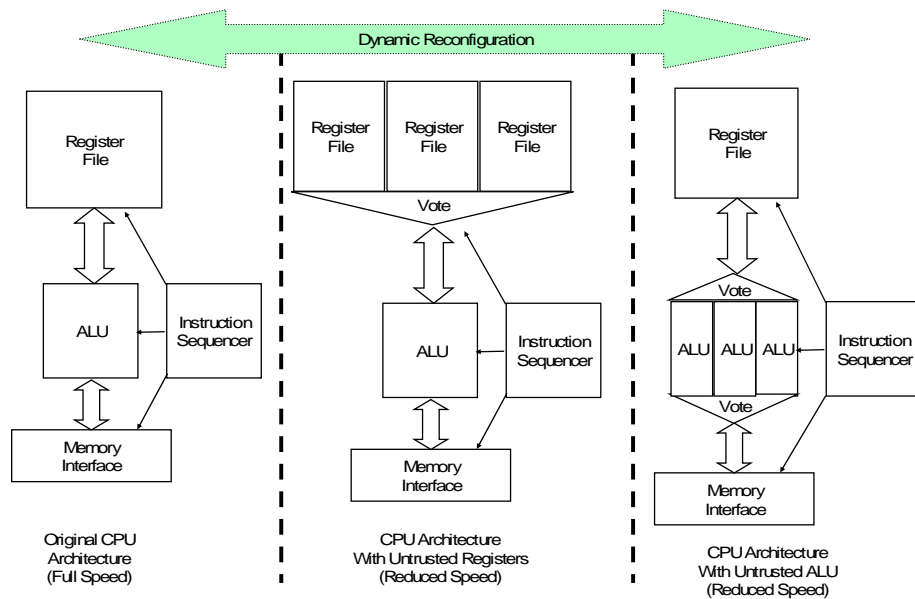 Dynamic Reconfiguration
Register
File
ALU
Instruction
Sequencer
Memory
Interface
Original CPU
Architecture
(Full Speed)
Register
File
Register
File
Register
File
Vote
ALU
Instruction
Sequencer
Memory
Interface
CPU Architecture
With Untrusted Registers
(Reduced Speed)
Register
File
Vote
ALU
ALU
ALU
Instruction
Sequencer
Vote
Memory
Interface
CPU Architecture
With Untrusted ALU
(Reduced Speed)